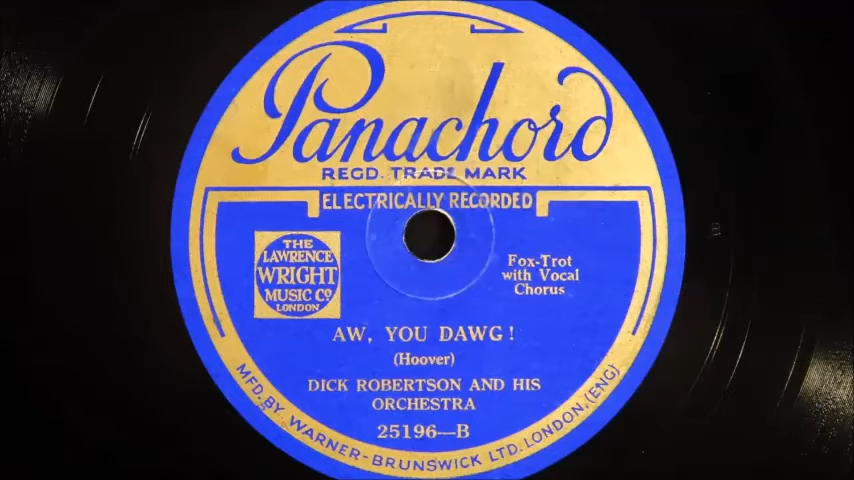 Panachord
REGD. TRADE MARK
ELECTRICALLY RECORDED
THE
LAWRENCE
WRIGHT
MUSIC Cº
LONDON
Fox-Trot
with Vocal
Chorus
AW, YOU DAWG!
(Hoover)
DICK ROBERTSON AND HIS
ORCHESTRA
25196—B
MFD. BY WARNER-BRUNSWICK LTD. LONDON, (ENG)